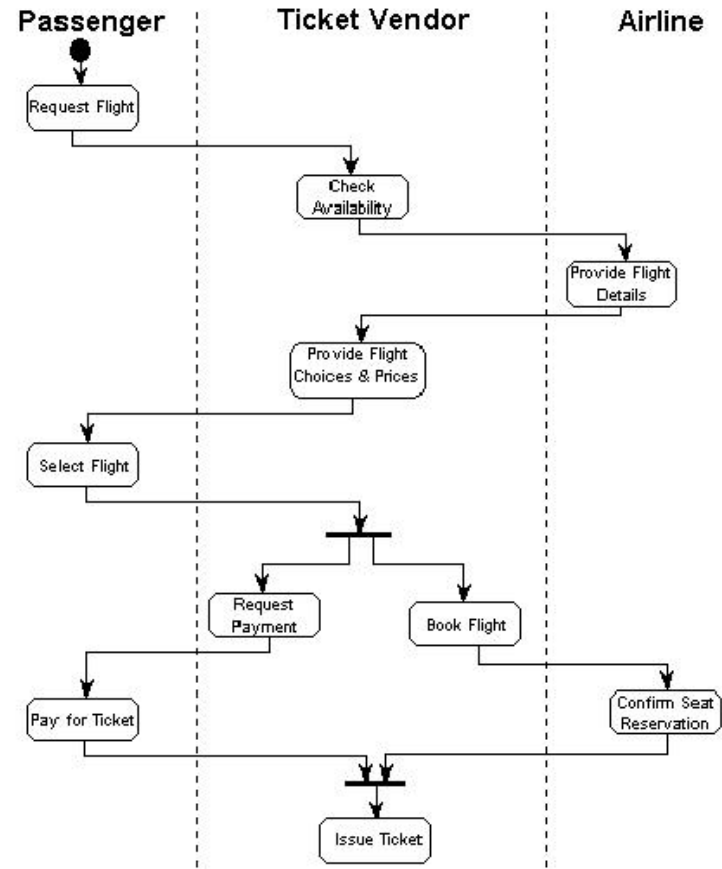 Passenger
Ticket Vendor
Airline
Request Flight
Check
Availability
Provide Flight
Details
Provide Flight
Choices & Prices
Select Flight
Request
Payment
Book Flight
Pay for Ticket
Confirm Seat
Reservation
Issue Ticket